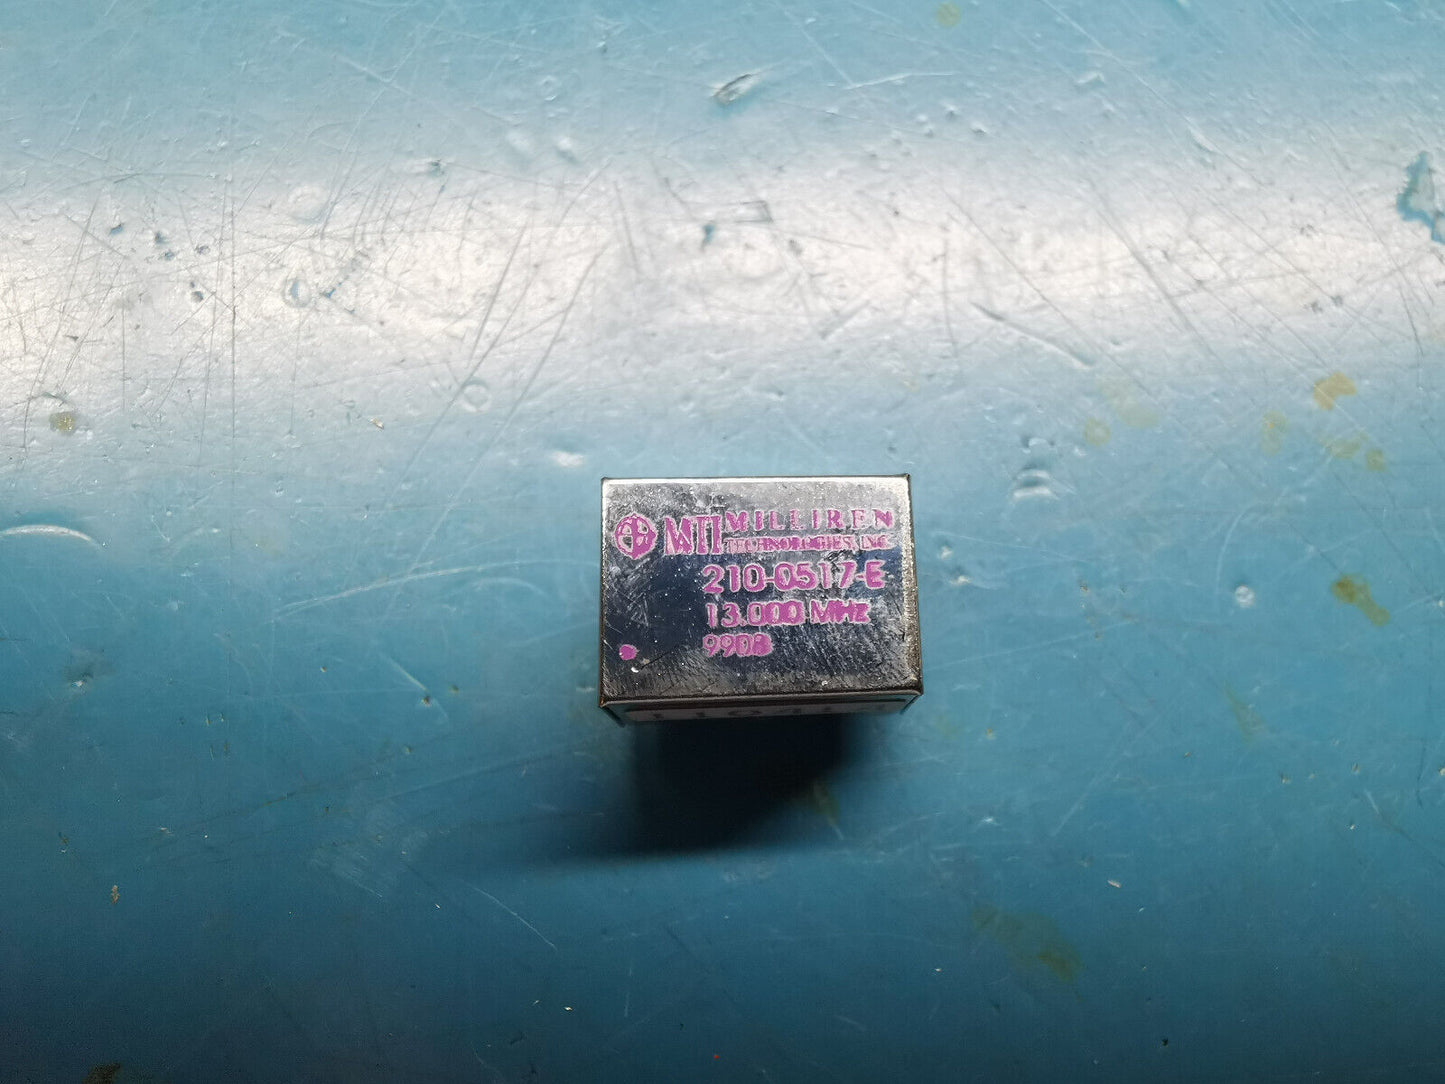 MTI MILLIREN
TECHNOLOGIES, INC.
210-0517-E
13.000 MHz
9908